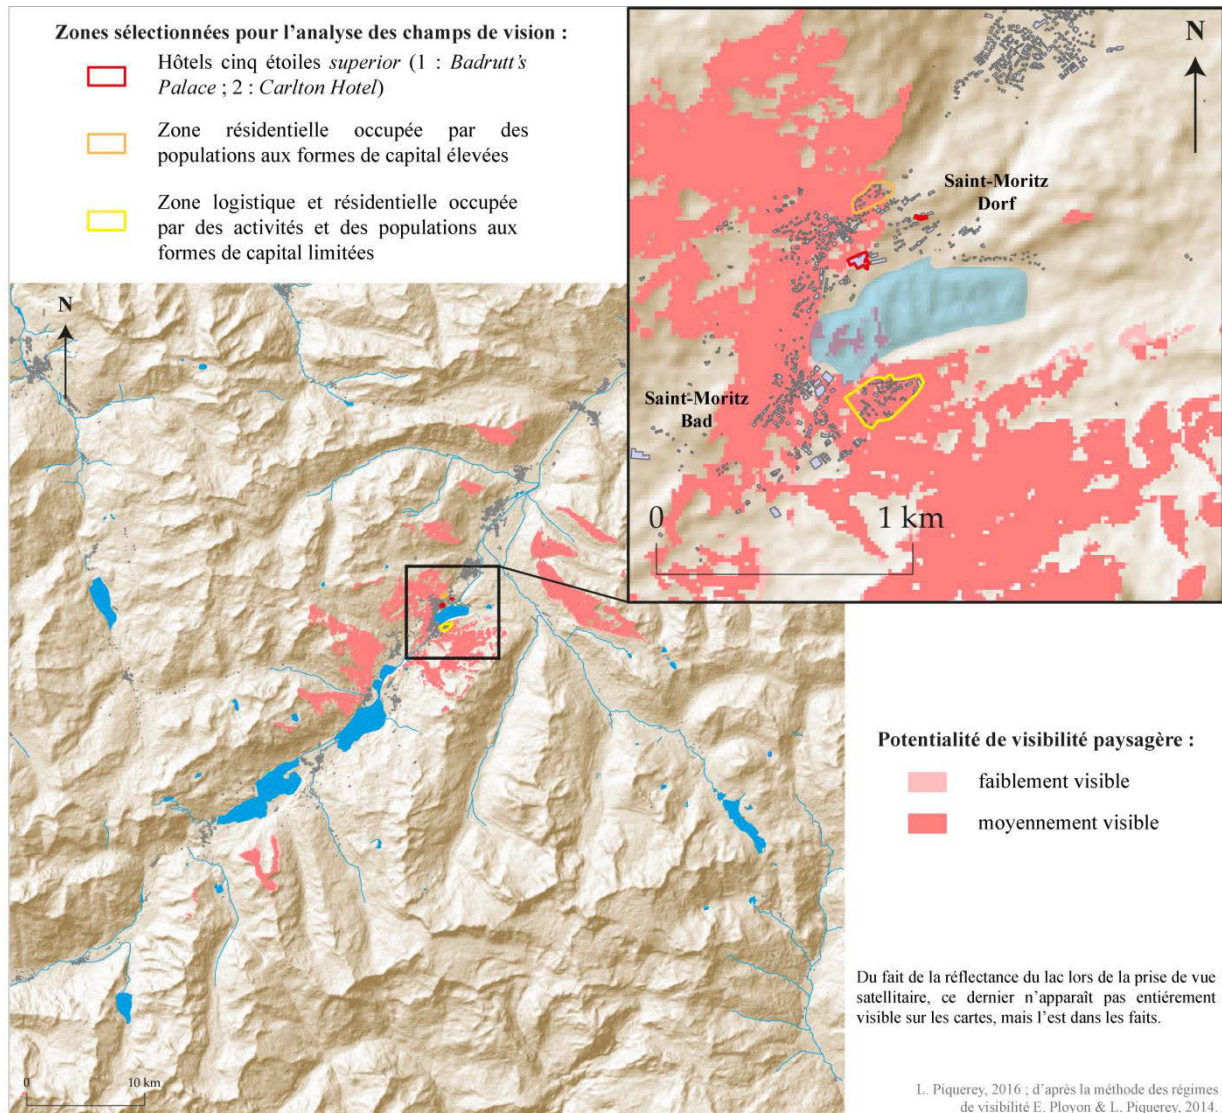 Zones sélectionnées pour l'analyse des champs de vision :
Hôtels cinq étoiles superior (1 : Badrutt's
Palace ; 2 : Carlton Hotel)
Zone résidentielle occupée par des
populations aux formes de capital élevées
Zone logistique et résidentielle occupée
par des activités et des populations aux
formes de capital limitées
N
N
Saint-Moritz
Dorf
Saint-Moritz
Bad
0
1 km
Potentialité de visibilité paysagère :
faiblement visible
moyennement visible
Du fait de la réflectance du lac lors de la prise de vue
satellitaire, ce dernier n'apparaît pas entiérement
visible sur les cartes, mais l'est dans les faits.
0
10 km
L. Piquerey, 2016 ; d'après la méthode des régimes
de visibilité E. Ployon & L. Piquerey, 2014.